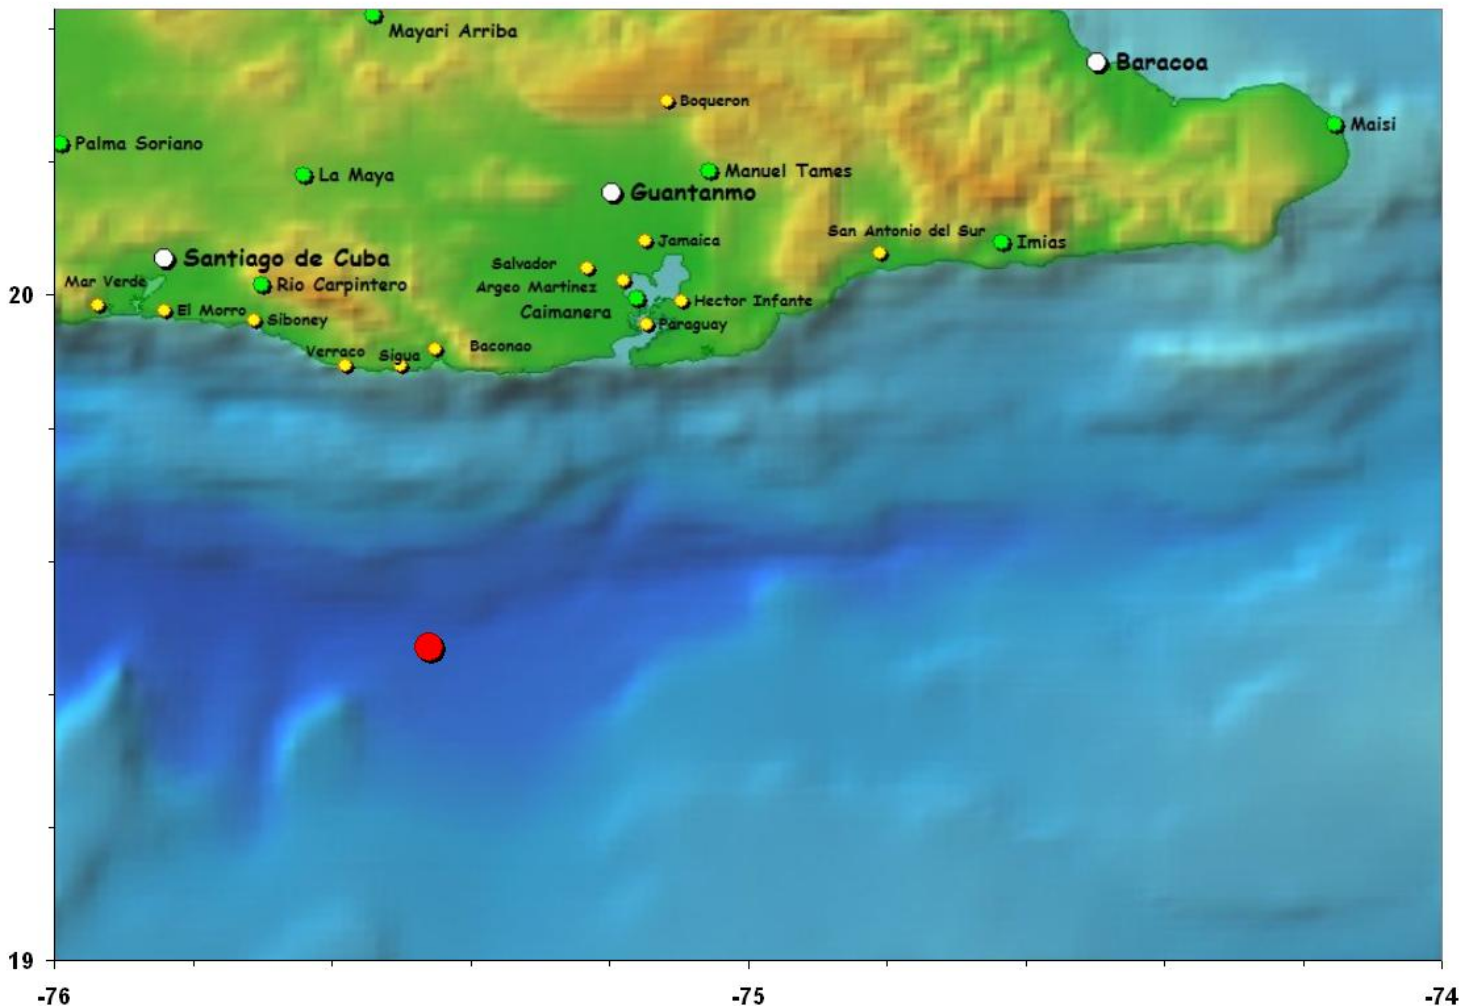 Mayari Arriba
Baracoa
Boqueron
Maisi
Palma Soriano
La Maya
Manuel Tames
Guantanmo
Jamaica
San Antonio del Sur
Imias
Santiago de Cuba
Salvador
Mar Verde
Rio Carpintero
Argeo Martinez
20
Hector Infante
El Morro
Siboney
Caimanera
Paraguay
Verraco
Sigua
Baconao
19
-76
-75
-74